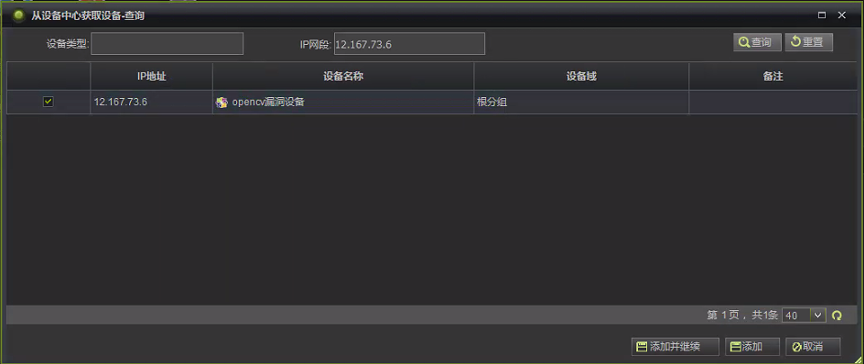 从设备中心获取设备-查询
设备类型: IP网段: 12.167.73.6 查询 重置
IP地址 设备名称 设备域 备注
12.167.73.6 opencv漏洞设备 根分组
第 1页 , 共1条 40
添加并继续 添加 取消